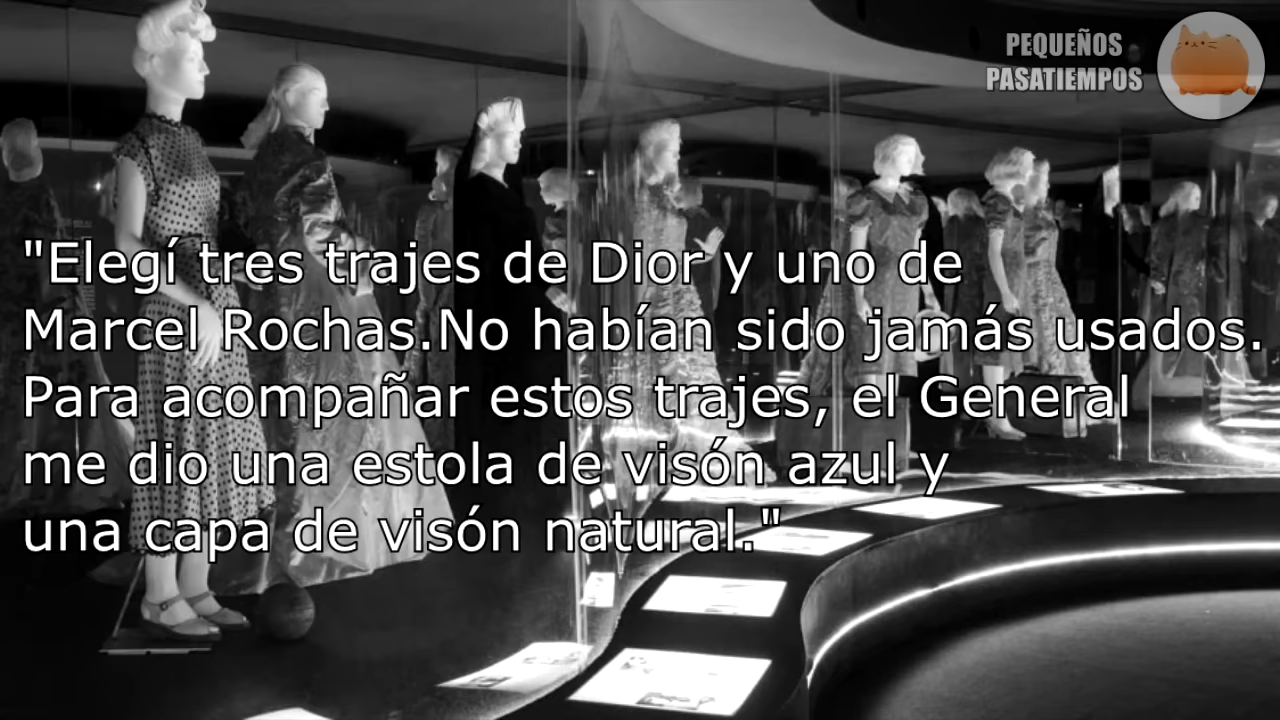 PEQUEÑOS
PASATIEMPOS
"Elegí tres trajes de Dior y uno de
Marcel Rochas.No habían sido jamás usados.
Para acompañar estos trajes, el General
me dio una estola de visón azul y
una capa de visón natural."